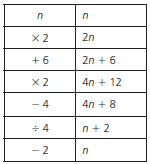 n n
× 2 2n
+ 6 2n + 6
× 2 4n + 12
− 4 4n + 8
÷ 4 n + 2
− 2 n